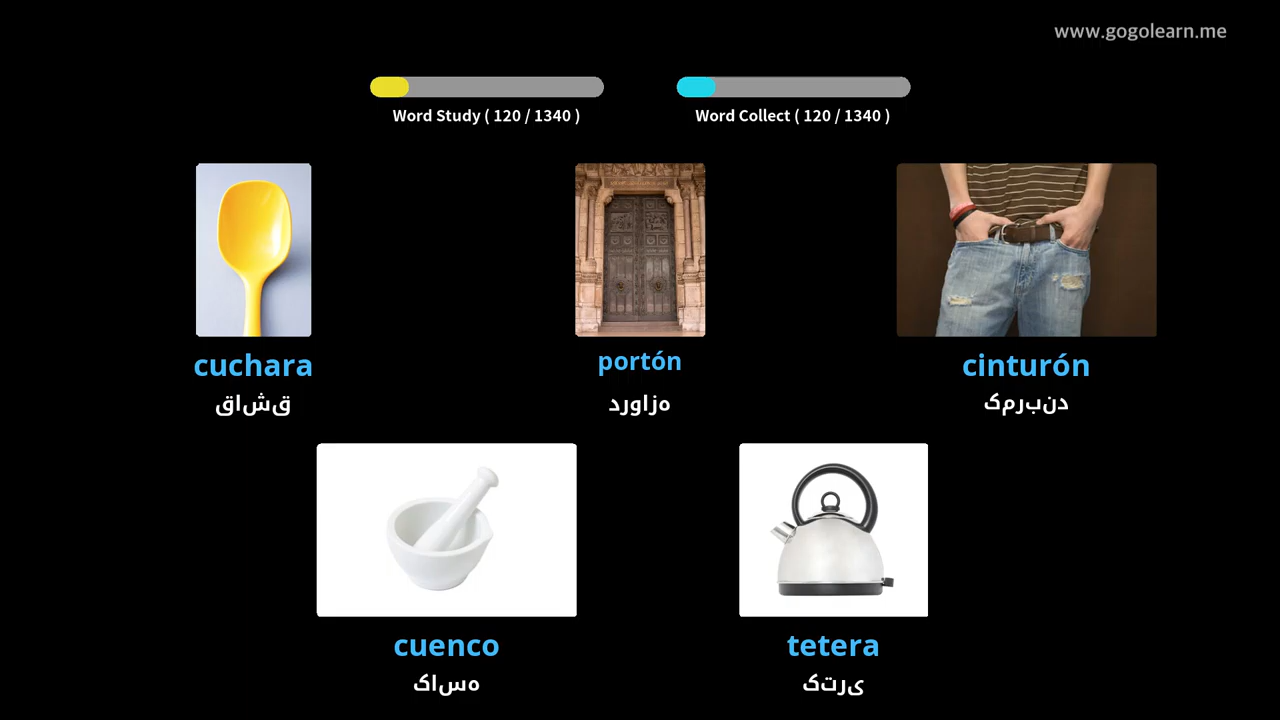 www.gogolearn.me
Word Study ( 120 / 1340 )
Word Collect ( 120 / 1340 )
cuchara
portón
cinturón
قاشق
دروازه
کمربند
cuenco
tetera
کاسه
کتری